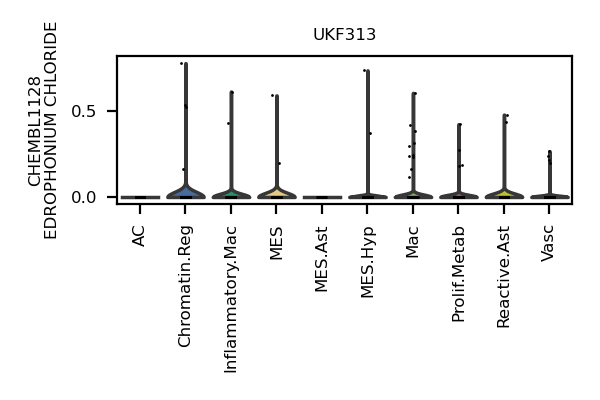 UKF313
CHEMBL1128
EDROPHONIUM CHLORIDE
0.5
0.0
AC
Chromatin.Reg
Inflammatory.Mac
MES
MES.Ast
MES.Hyp
Mac
Prolif.Metab
Reactive.Ast
Vasc